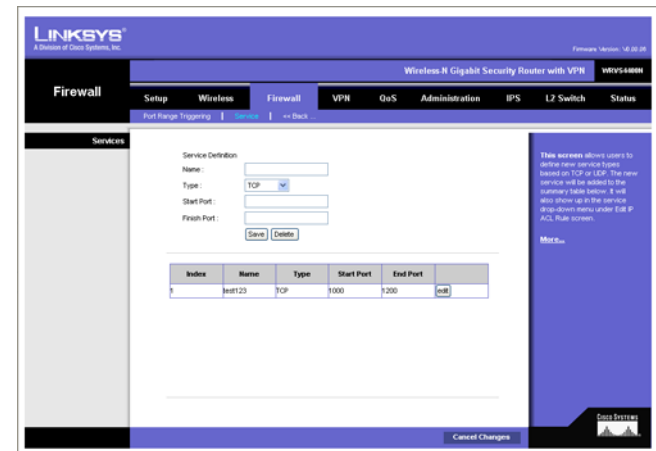 LINKSYS®
A Division of Cisco Systems, Inc.
Firmware Version: V0.00.26
Wireless-N Gigabit Security Router with VPN WRVS4400N
Firewall
Setup Wireless Firewall VPN QoS Administration IPS L2 Switch Status
Port Range Triggering | Service | << Back ...
Services
Service Definition
Name :
Type : TCP
Start Port :
Finish Port :
Save Delete
Index Name Type Start Port End Port
1 test123 TCP 1000 1200 edit
This screen allows users to
define new service types
based on TCP or UDP. The new
service will be added to the
summary table below. It will
also show up in the service
drop-down menu under Edit IP
ACL Rule screen.
More...
Cancel Changes
CISCO SYSTEMS